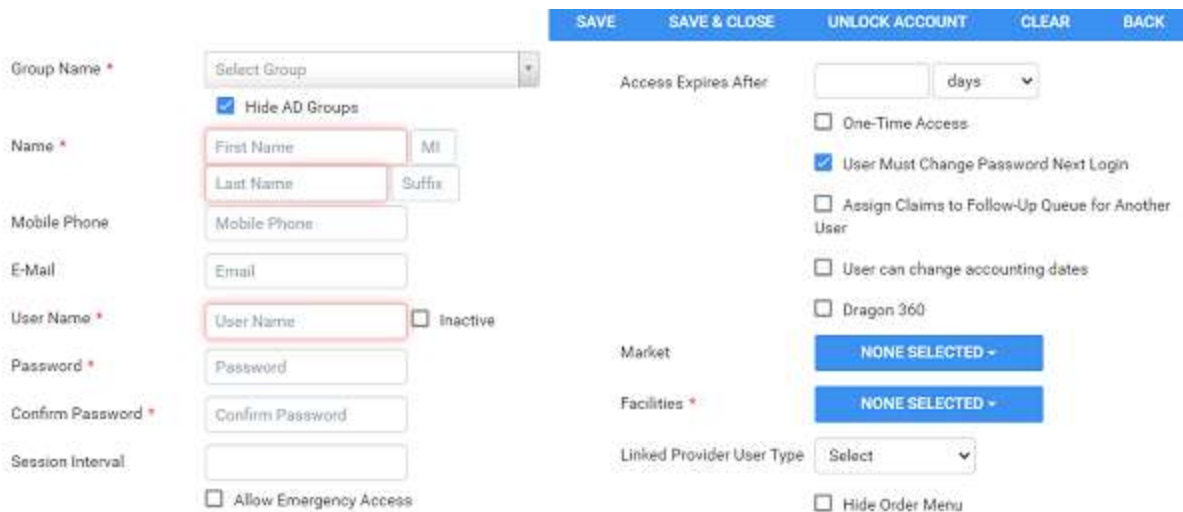 SAVE SAVE & CLOSE UNLOCK ACCOUNT CLEAR BACK
Group Name * Select Group
Hide AD Groups
Name * First Name MI
Last Name Suffix
Mobile Phone Mobile Phone
E-Mail Email
User Name * User Name Inactive
Password * Password
Confirm Password * Confirm Password
Session Interval
Allow Emergency Access
Access Expires After days
One-Time Access
User Must Change Password Next Login
Assign Claims to Follow-Up Queue for Another
User
User can change accounting dates
Dragon 360
Market NONE SELECTED
Facilities * NONE SELECTED
Linked Provider User Type Select
Hide Order Menu